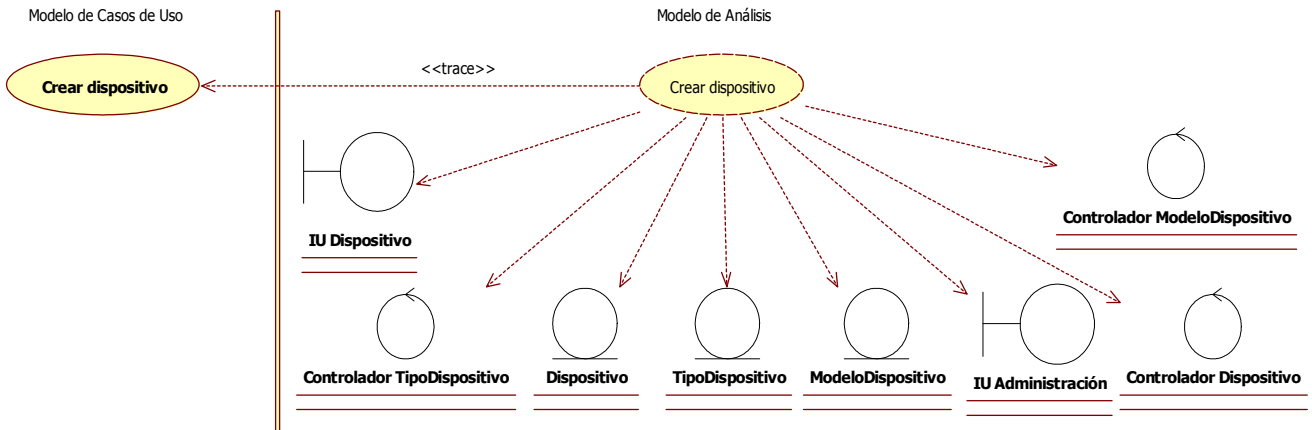 Modelo de Casos de Uso
Modelo de Análisis
Crear dispositivo
<<trace>>
Crear dispositivo
IU Dispositivo
Controlador ModeloDispositivo
Controlador TipoDispositivo
Dispositivo
TipoDispositivo
ModeloDispositivo
IU Administración
Controlador Dispositivo